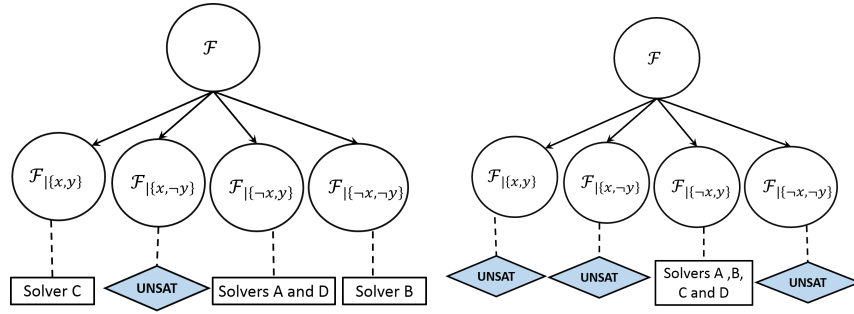 ℱ
ℱ|{x,y}
ℱ|{x,¬y}
ℱ|{¬x,y}
ℱ|{¬x,¬y}
Solver C
UNSAT
Solvers A and D
Solver B
ℱ
ℱ|{x,y}
ℱ|{x,¬y}
ℱ|{¬x,y}
ℱ|{¬x,¬y}
UNSAT
UNSAT
Solvers A ,B,
C and D
UNSAT